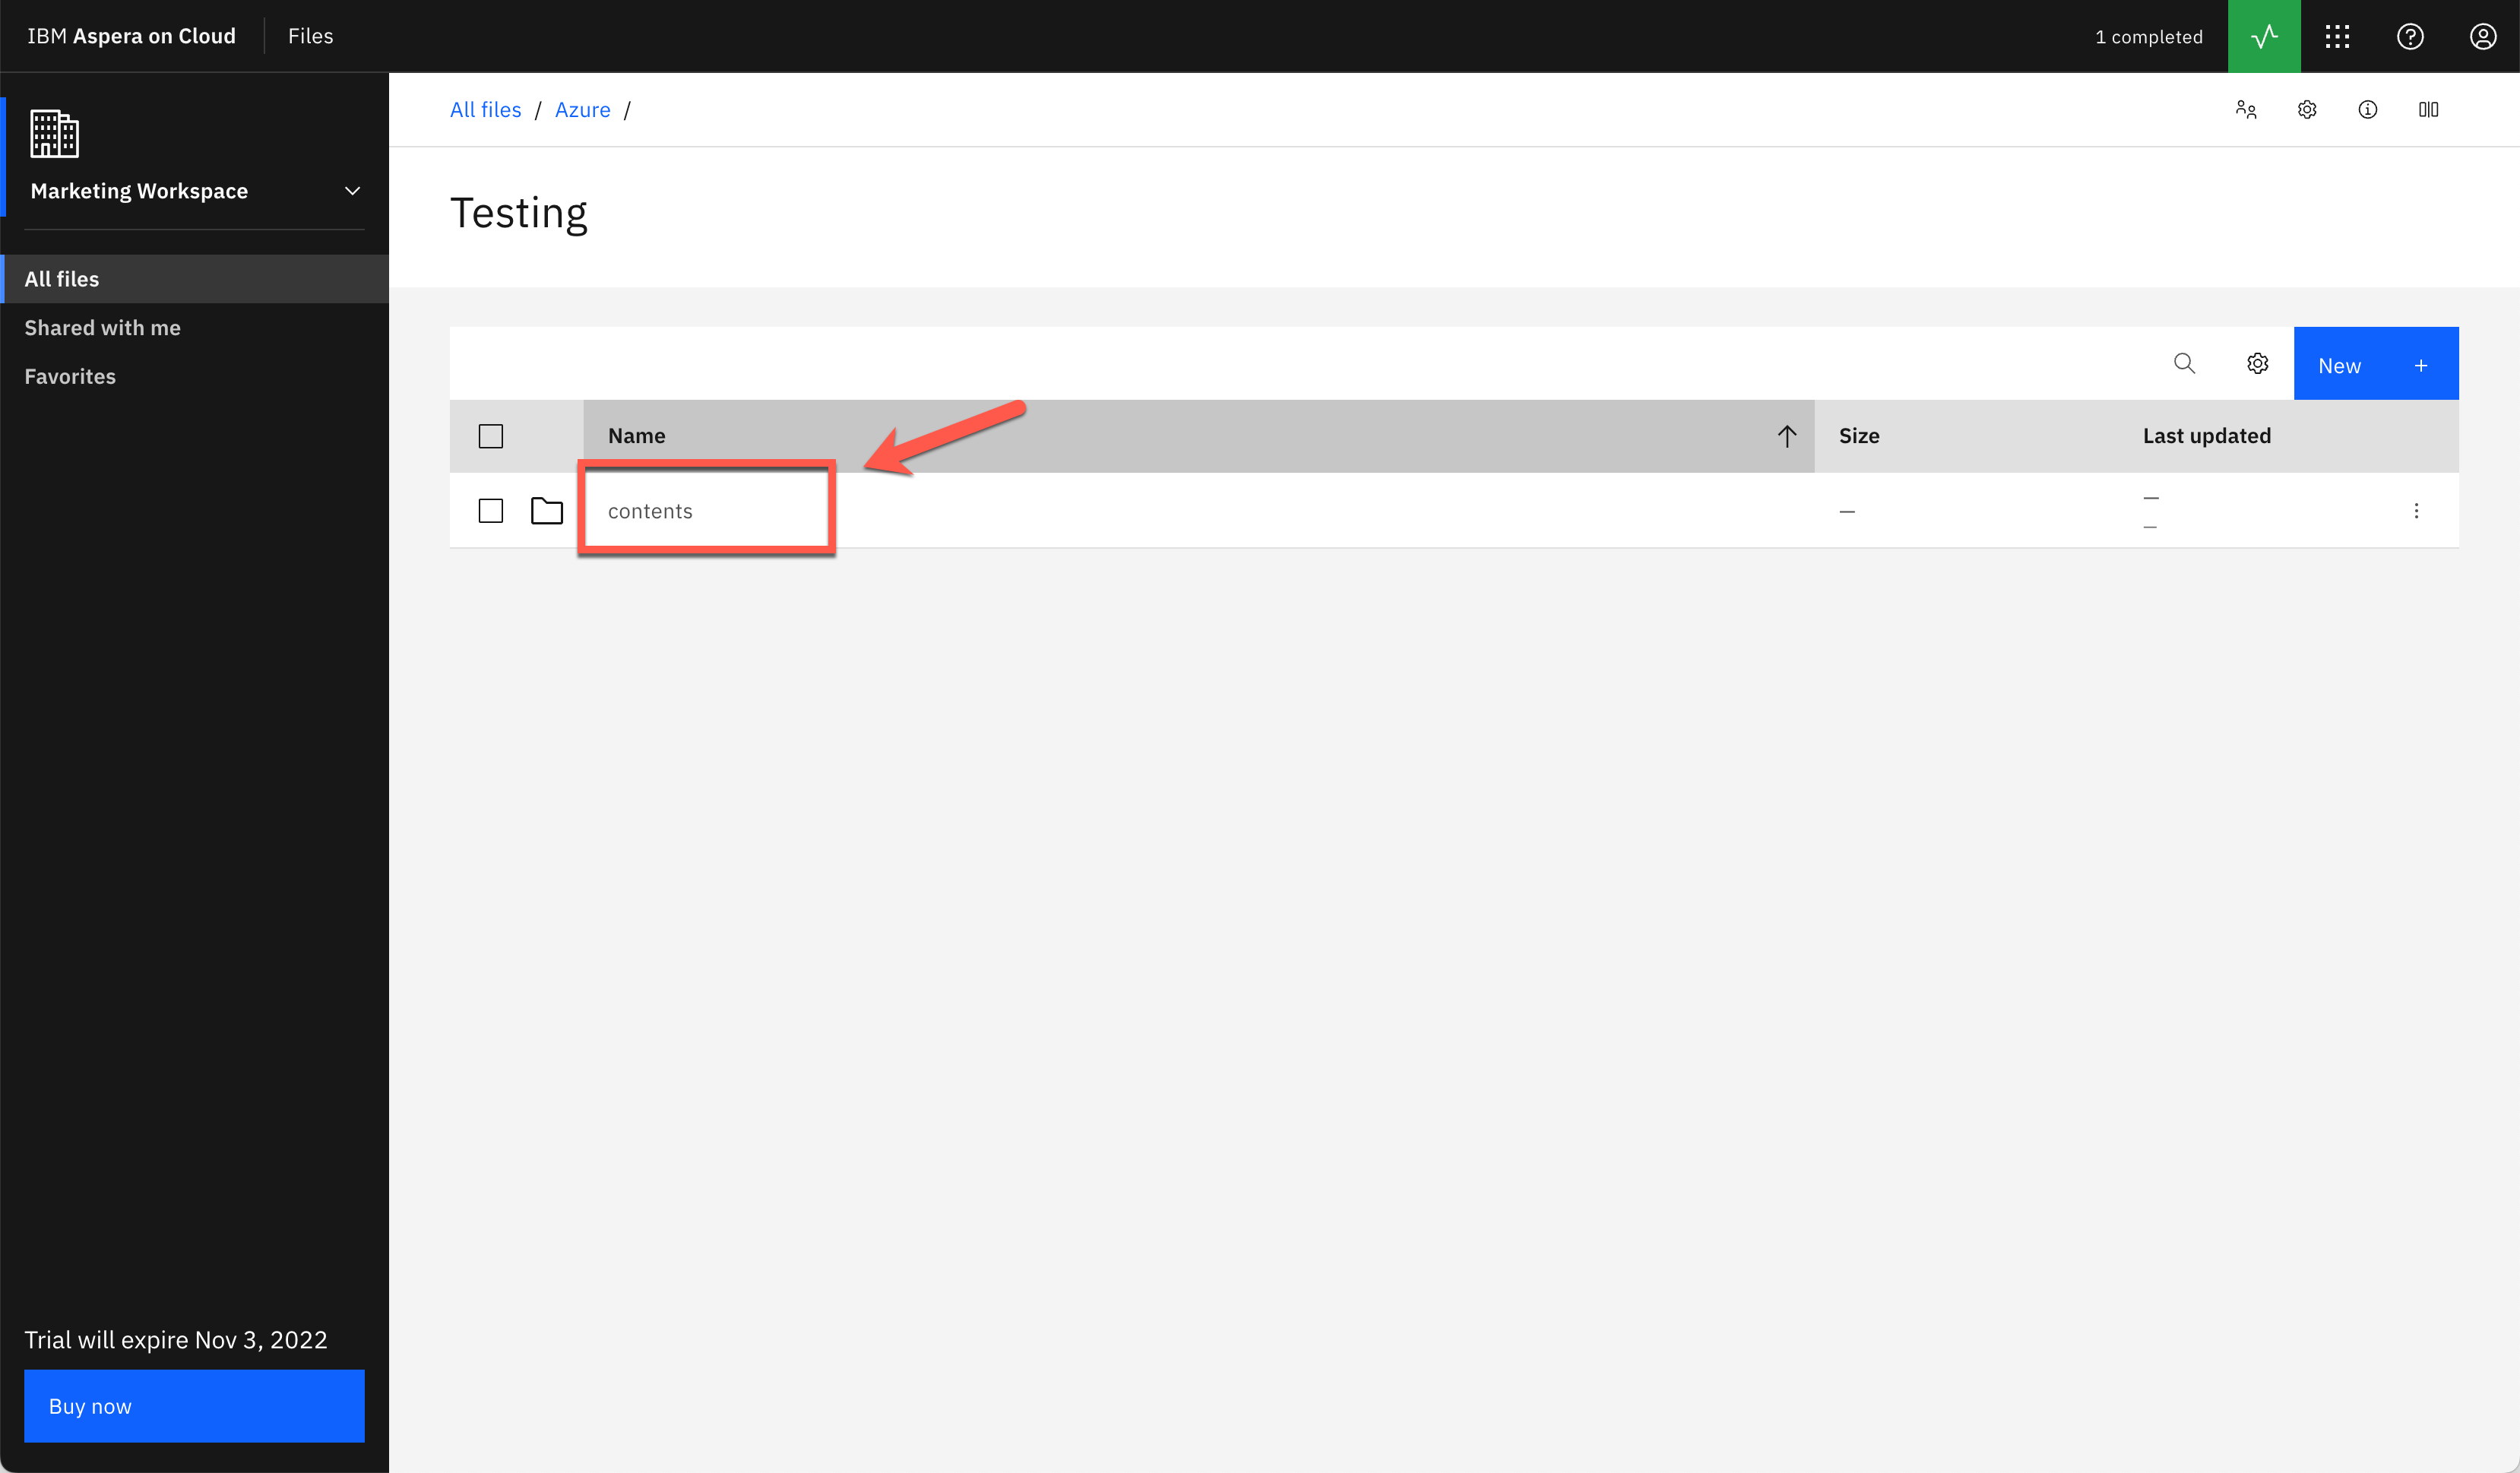 IBM Aspera on Cloud
Files
1 completed
Marketing Workspace
All files
Shared with me
Favorites
Trial will expire Nov 3, 2022
Buy now
All files / Azure /
Testing
New +
Name Size Last updated
contents — —
—